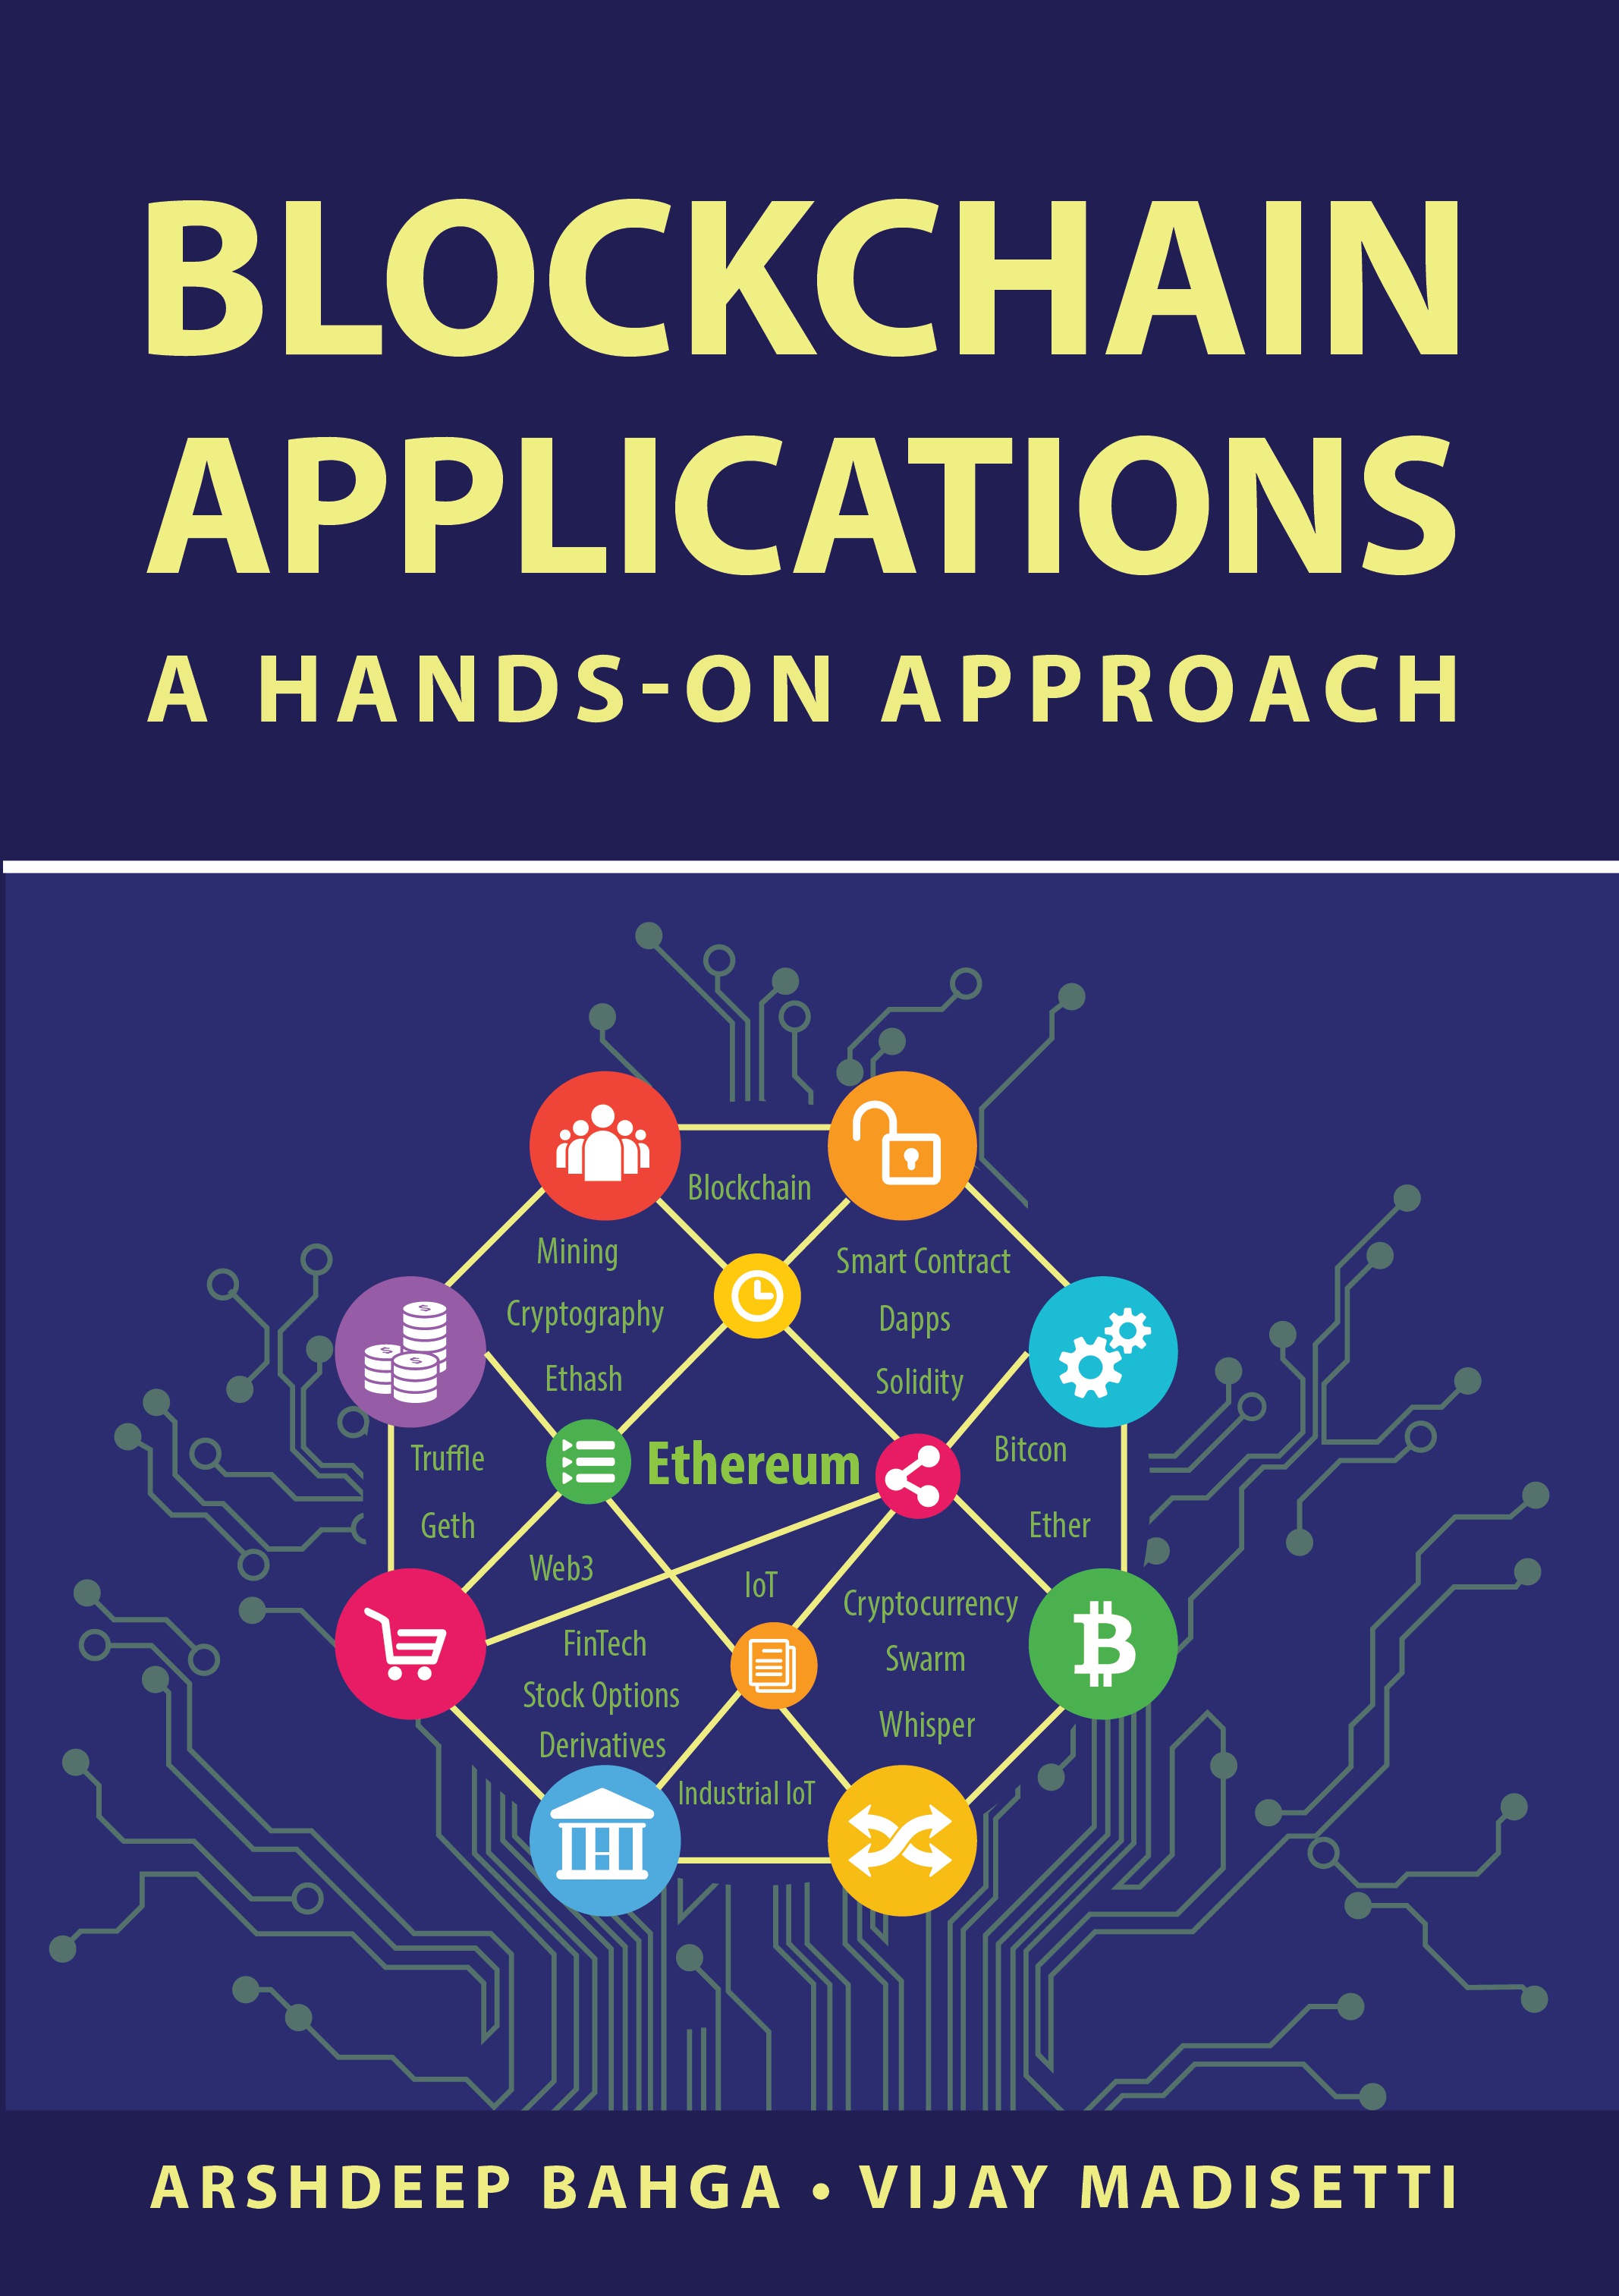 BLOCKCHAIN
APPLICATIONS
A HANDS-ON APPROACH
Blockchain
Mining
Smart Contract
Cryptography
Dapps
Ethash
Solidity
Truffle
Ethereum
Bitcon
Geth
Ether
Web3
IoT
Cryptocurrency
FinTech
Swarm
Stock Options
Whisper
Derivatives
Industrial IoT
ARSHDEEP BAHGA • VIJAY MADISETTI